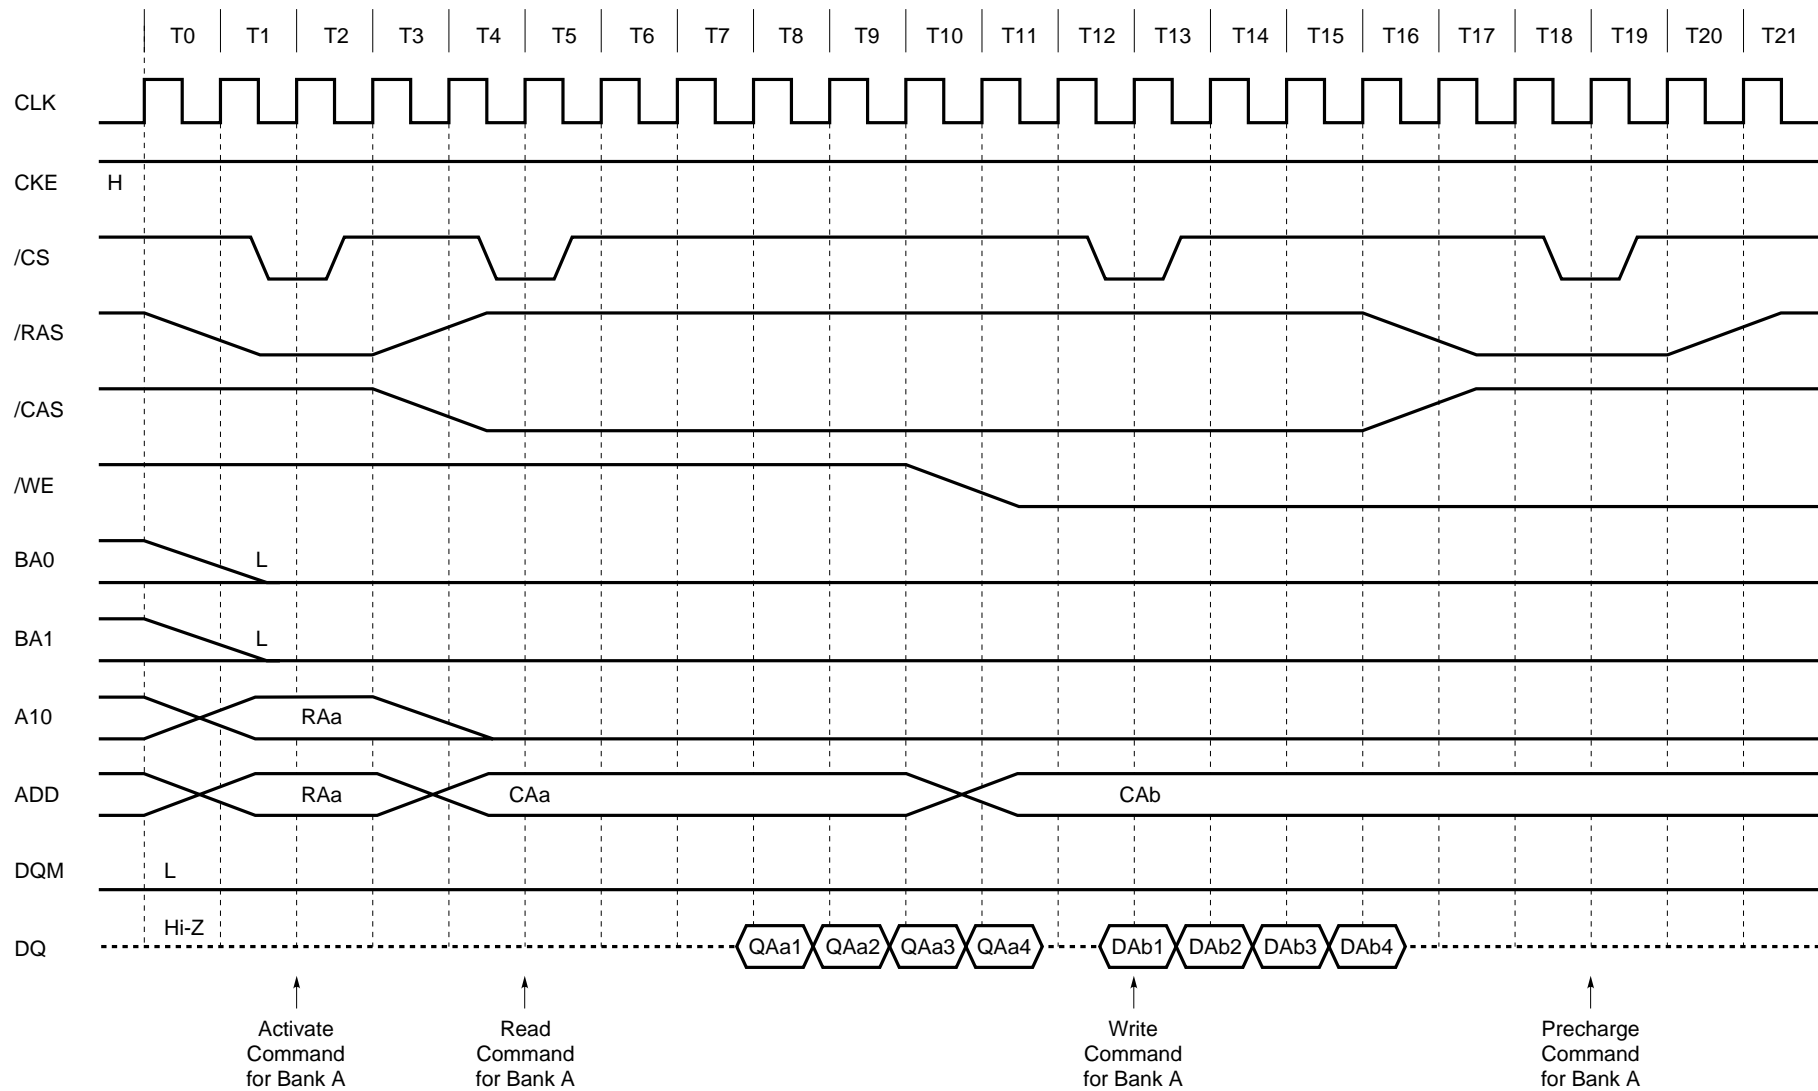 T0 T1 T2 T3 T4 T5 T6 T7 T8 T9 T10 T11 T12 T13 T14 T15 T16 T17 T18 T19 T20 T21
CLK
CKE H
/CS
/RAS
/CAS
/WE
BA0 L
BA1 L
A10 RAa
ADD RAa CAa CAb
DQM L
Hi-Z
DQ QAa1 QAa2 QAa3 QAa4 DAb1 DAb2 DAb3 DAb4
Activate
Command
for Bank A
Read
Command
for Bank A
Write
Command
for Bank A
Precharge
Command
for Bank A